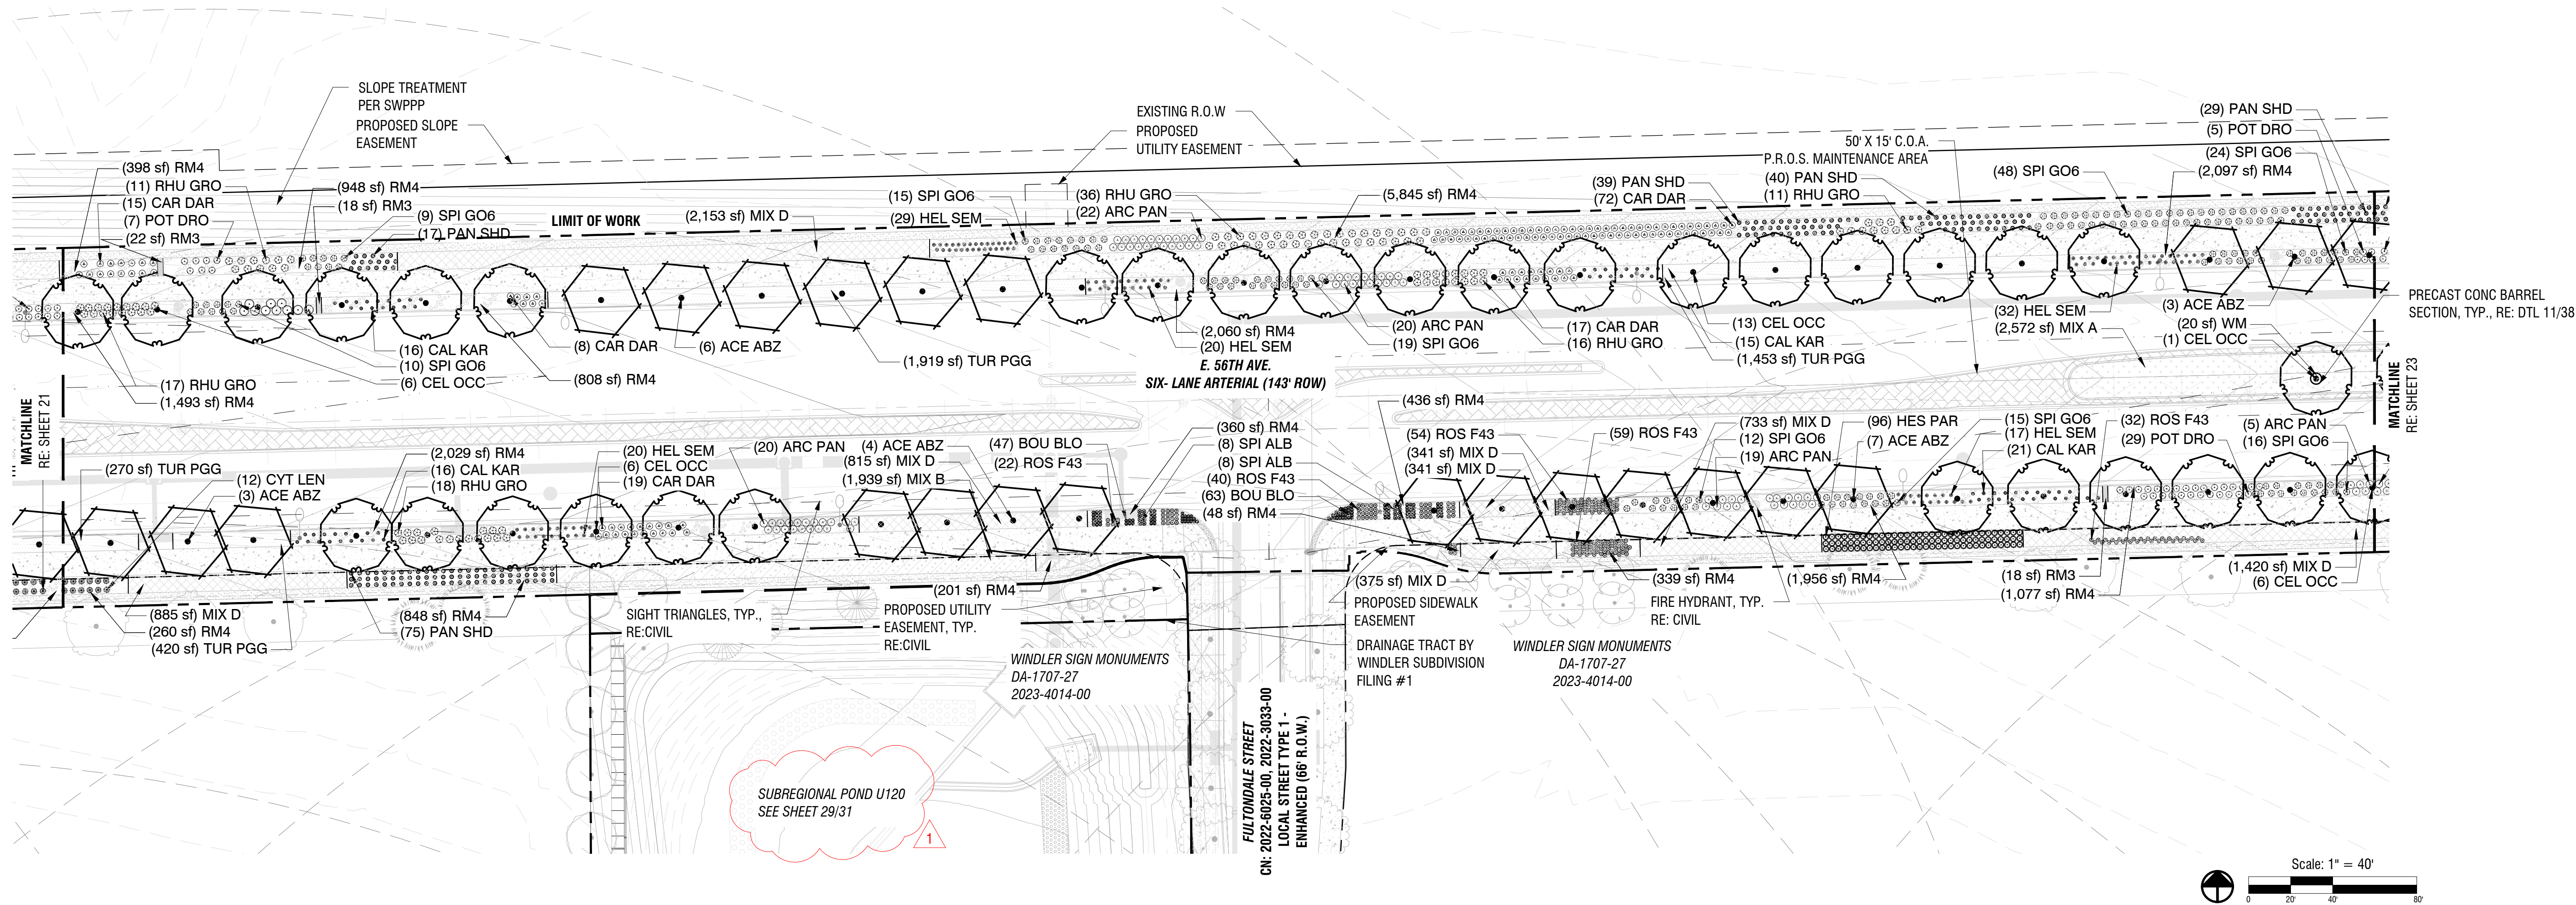 SLOPE TREATMENT
PER SWPPP
PROPOSED SLOPE
EASEMENT
EXISTING R.O.W
PROPOSED
UTILITY EASEMENT
50' X 15' C.O.A.
P.R.O.S. MAINTENANCE AREA
(29) PAN SHD
(5) POT DRO
(24) SPI GO6
(2,097 sf) RM4
(398 sf) RM4
(11) RHU GRO
(15) CAR DAR
(7) POT DRO
(22 sf) RM3
(948 sf) RM4
(18 sf) RM3
(9) SPI GO6
(17) PAN SHD
LIMIT OF WORK
(2,153 sf) MIX D
(15) SPI GO6
(29) HEL SEM
(36) RHU GRO
(22) ARC PAN
(5,845 sf) RM4
(39) PAN SHD
(72) CAR DAR
(40) PAN SHD
(11) RHU GRO
(48) SPI GO6
(16) CAL KAR
(10) SPI GO6
(6) CEL OCC
(17) RHU GRO
(1,493 sf) RM4
(8) CAR DAR
(808 sf) RM4
(6) ACE ABZ
(1,919 sf) TUR PGG
(2,060 sf) RM4
(20) HEL SEM
E. 56TH AVE.
SIX- LANE ARTERIAL (143' ROW)
(20) ARC PAN
(19) SPI GO6
(17) CAR DAR
(16) RHU GRO
(13) CEL OCC
(15) CAL KAR
(1,453 sf) TUR PGG
(32) HEL SEM
(2,572 sf) MIX A
(3) ACE ABZ
(20 sf) WM
(1) CEL OCC
PRECAST CONC BARREL
SECTION, TYP., RE: DTL 11/38
MATCHLINE
RE: SHEET 21
MATCHLINE
RE: SHEET 23
(270 sf) TUR PGG
(12) CYT LEN
(3) ACE ABZ
(2,029 sf) RM4
(16) CAL KAR
(18) RHU GRO
(20) HEL SEM
(6) CEL OCC
(19) CAR DAR
(20) ARC PAN
(4) ACE ABZ
(815 sf) MIX D
(1,939 sf) MIX B
(47) BOU BLO
(22) ROS F43
(360 sf) RM4
(8) SPI ALB
(8) SPI ALB
(40) ROS F43
(63) BOU BLO
(48 sf) RM4
(436 sf) RM4
(54) ROS F43
(341 sf) MIX D
(341 sf) MIX D
(59) ROS F43
(733 sf) MIX D
(12) SPI GO6
(19) ARC PAN
(96) HES PAR
(7) ACE ABZ
(15) SPI GO6
(17) HEL SEM
(21) CAL KAR
(32) ROS F43
(29) POT DRO
(5) ARC PAN
(16) SPI GO6
(885 sf) MIX D
(260 sf) RM4
(420 sf) TUR PGG
(848 sf) RM4
(75) PAN SHD
SIGHT TRIANGLES, TYP.,
RE:CIVIL
(201 sf) RM4
PROPOSED UTILITY
EASEMENT, TYP.
RE:CIVIL
WINDLER SIGN MONUMENTS
DA-1707-27
2023-4014-00
(375 sf) MIX D
PROPOSED SIDEWALK
EASEMENT
DRAINAGE TRACT BY
WINDLER SUBDIVISION
FILING #1
(339 sf) RM4
FIRE HYDRANT, TYP.
RE: CIVIL
WINDLER SIGN MONUMENTS
DA-1707-27
2023-4014-00
(1,956 sf) RM4
(18 sf) RM3
(1,077 sf) RM4
(1,420 sf) MIX D
(6) CEL OCC
SUBREGIONAL POND U120
SEE SHEET 29/31
1
FULTONDALE STREET
CN: 2022-6025-00, 2022-3033-00
LOCAL STREET TYPE 1 -
ENHANCED (66' R.O.W.)
Scale: 1" = 40'
0 20' 40' 80'